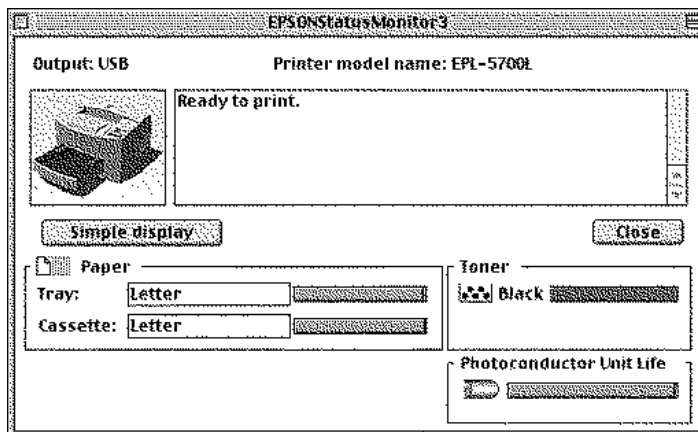 EPSONStatusMonitor3
Output: USB
Printer model name: EPL-5700L
Ready to print.
Simple display
Close
Paper
Tray:
Letter
Cassette:
Letter
Toner
Black
Photoconductor Unit Life